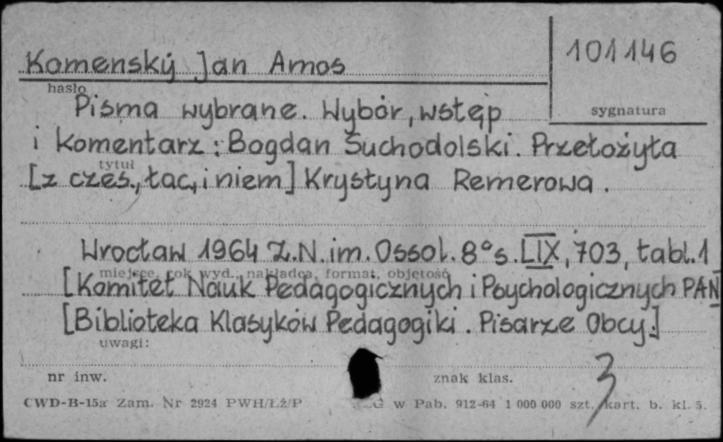 Komenský Jan Amos
101146
hasło
sygnatura
Pisma wybrane. Wybór, wstęp
i komentarz : Bogdan Suchodolski. Przełożyła
tytuł
[z czes., łac., i niem] Krystyna Remerowa.
Wrocław 1964 Z.N. im. Ossol. 8° s. LIX, 703, tabl. 1
miejsce, rok wyd., nakładca, format, objętość
[Komitet Nauk Pedagogicznych i Psychologicznych PAN]
[Biblioteka Klasyków Pedagogiki. Pisarze Obcy.]
uwagi:
nr inw.
znak klas.
3
CWD-B-15a Zam. Nr 2924 PWH/Łż/P
w Pab. 912-64 1 000 000 szt. kart. b. kl. 5.